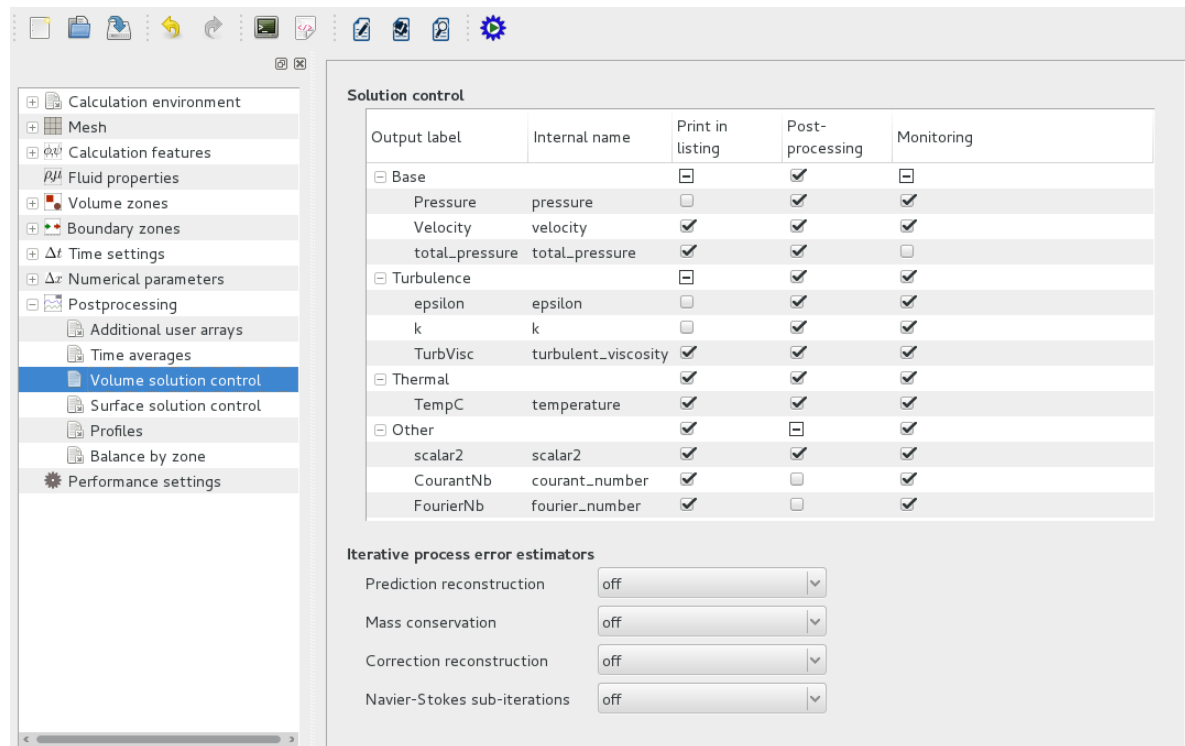 Calculation environment
Mesh
Calculation features
Fluid properties
Volume zones
Boundary zones
Δt Time settings
Δx Numerical parameters
Postprocessing
Additional user arrays
Time averages
Volume solution control
Surface solution control
Profiles
Balance by zone
Performance settings
Solution control
Output label Internal name Print in listing Post-processing Monitoring
Base
Pressure pressure
Velocity velocity
total_pressure total_pressure
Turbulence
epsilon epsilon
k k
TurbVisc turbulent_viscosity
Thermal
TempC temperature
Other
scalar2 scalar2
CourantNb courant_number
FourierNb fourier_number
Iterative process error estimators
Prediction reconstruction off
Mass conservation off
Correction reconstruction off
Navier-Stokes sub-iterations off